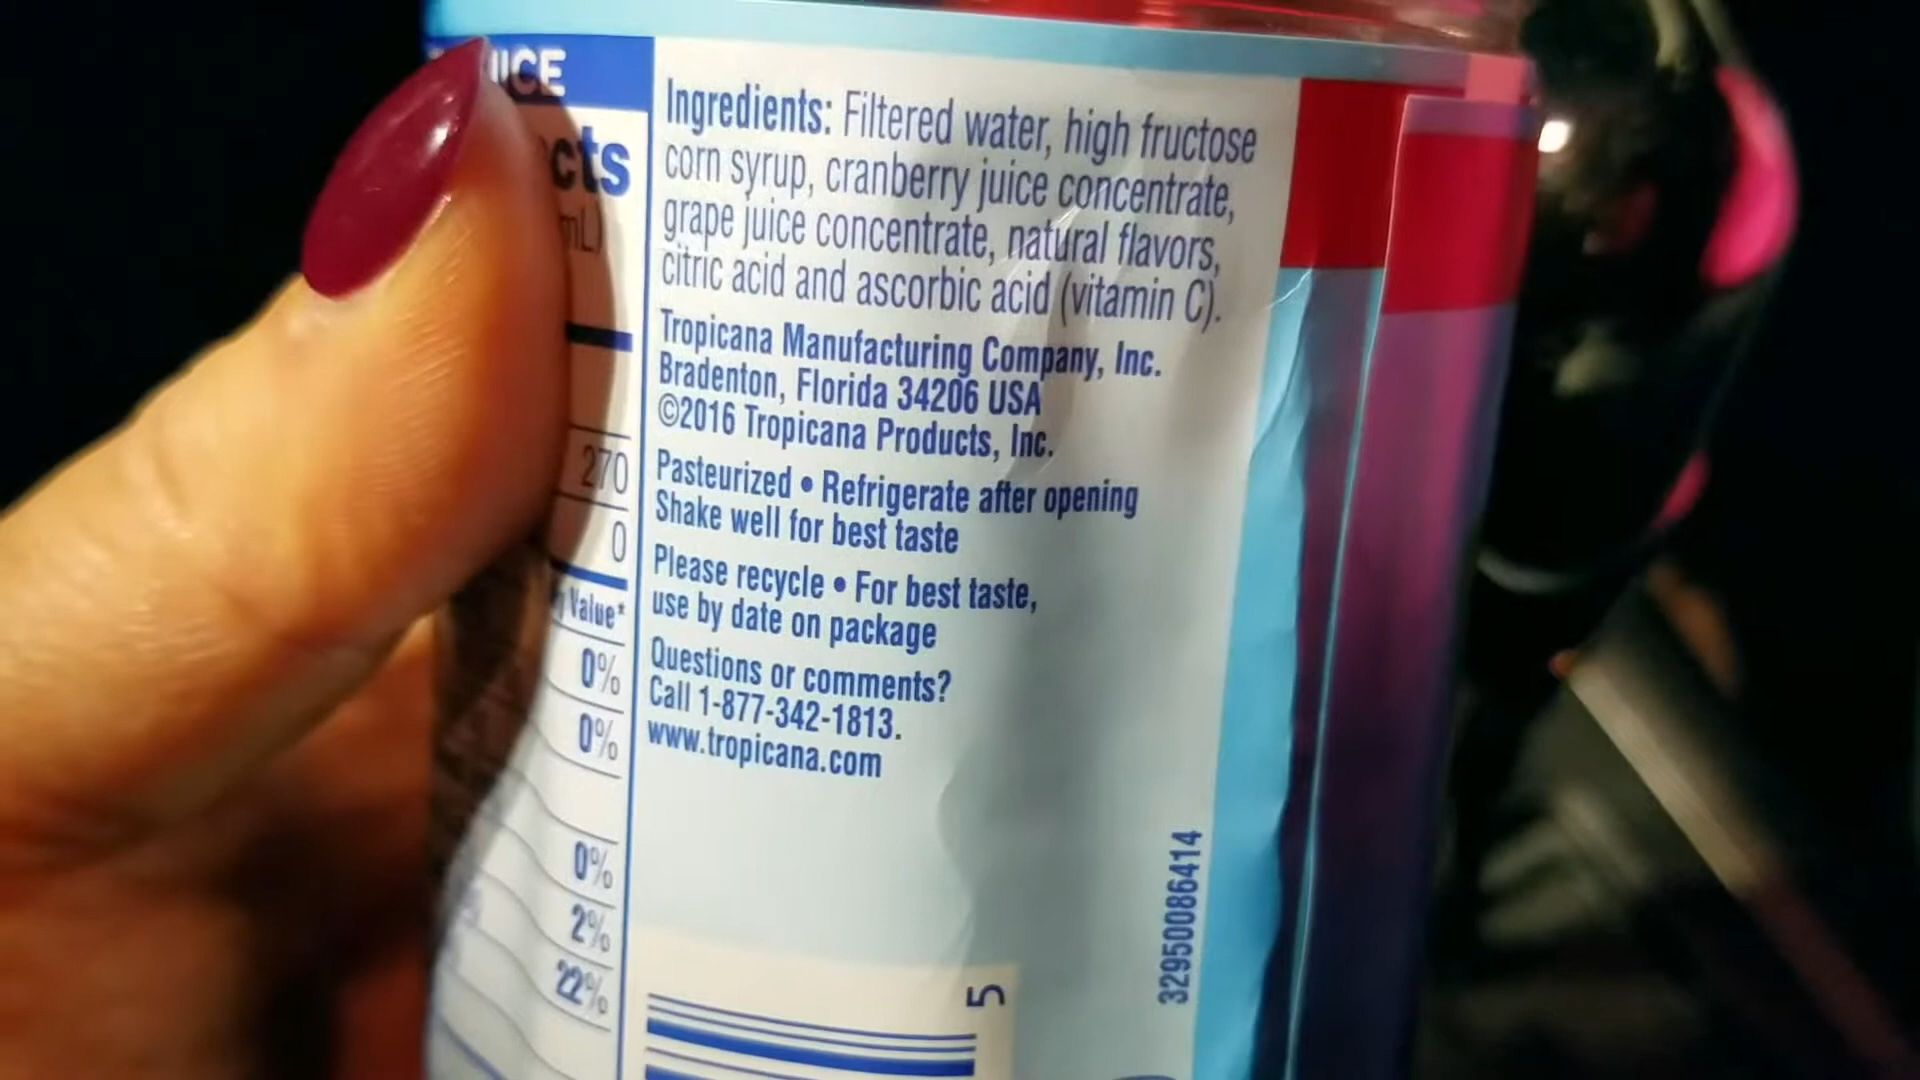 cts
270
0
Value*
0%
0%
0%
2%
22%
Ingredients: Filtered water, high fructose
corn syrup, cranberry juice concentrate,
grape juice concentrate, natural flavors,
citric acid and ascorbic acid (vitamin C).
Tropicana Manufacturing Company, Inc.
Bradenton, Florida 34206 USA
©2016 Tropicana Products, Inc.
Pasteurized • Refrigerate after opening
Shake well for best taste
Please recycle • For best taste,
use by date on package
Questions or comments?
Call 1-877-342-1813.
www.tropicana.com
32950086414
5